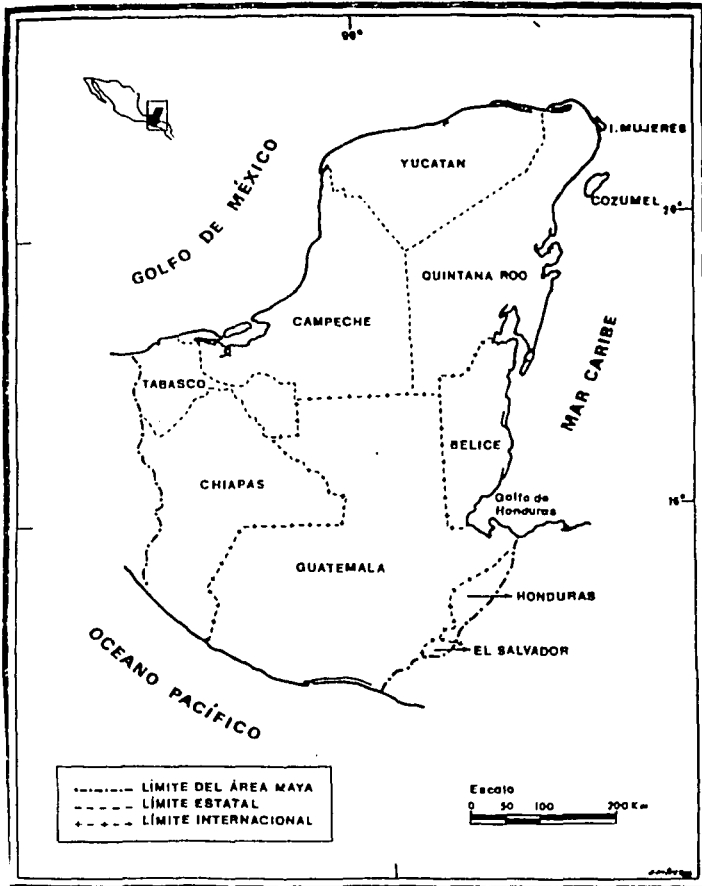 90°
I. MUJERES
YUCATAN
COZUMEL
20°
GOLFO DE MÉXICO
QUINTANA ROO
CAMPECHE
MAR CARIBE
TABASCO
BELICE
CHIAPAS
Golfo de
Honduras
16°
GUATEMALA
HONDURAS
EL SALVADOR
OCEANO PACÍFICO
LÍMITE DEL ÁREA MAYA
LÍMITE ESTATAL
LÍMITE INTERNACIONAL
Escala
0 50 100 200 Km